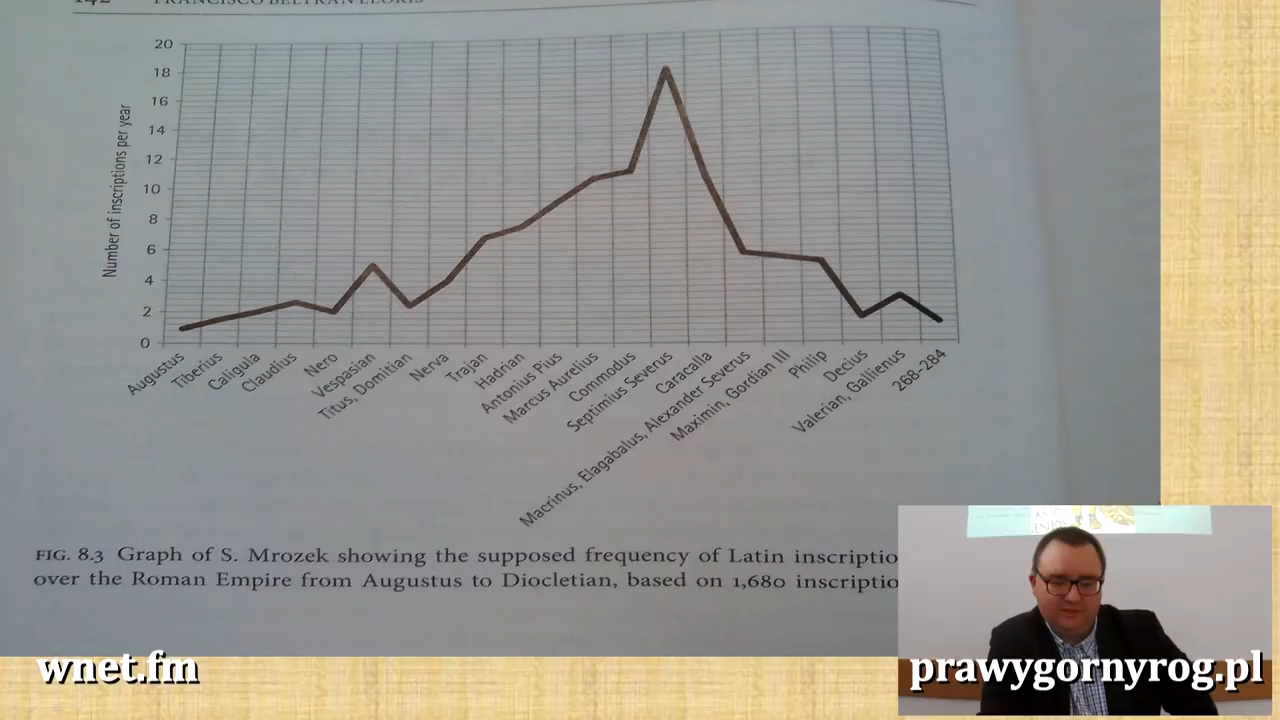 142 FRANCISCO BELTRÁN LLORIS
20
18
16
14
12
10
8
6
4
2
0
Number of inscriptions per year
Augustus
Tiberius
Caligula
Claudius
Nero
Vespasian
Titus, Domitian
Nerva
Trajan
Hadrian
Antonius Pius
Marcus Aurelius
Commodus
Septimius Severus
Caracalla
Macrinus, Elagabalus, Alexander Severus
Maximin, Gordian III
Philip
Decius
Valerian, Gallienus
268–284
FIG. 8.3 Graph of S. Mrozek showing the supposed frequency of Latin inscriptio
over the Roman Empire from Augustus to Diocletian, based on 1,680 inscriptio
wnet.fm
prawygornyrog.pl